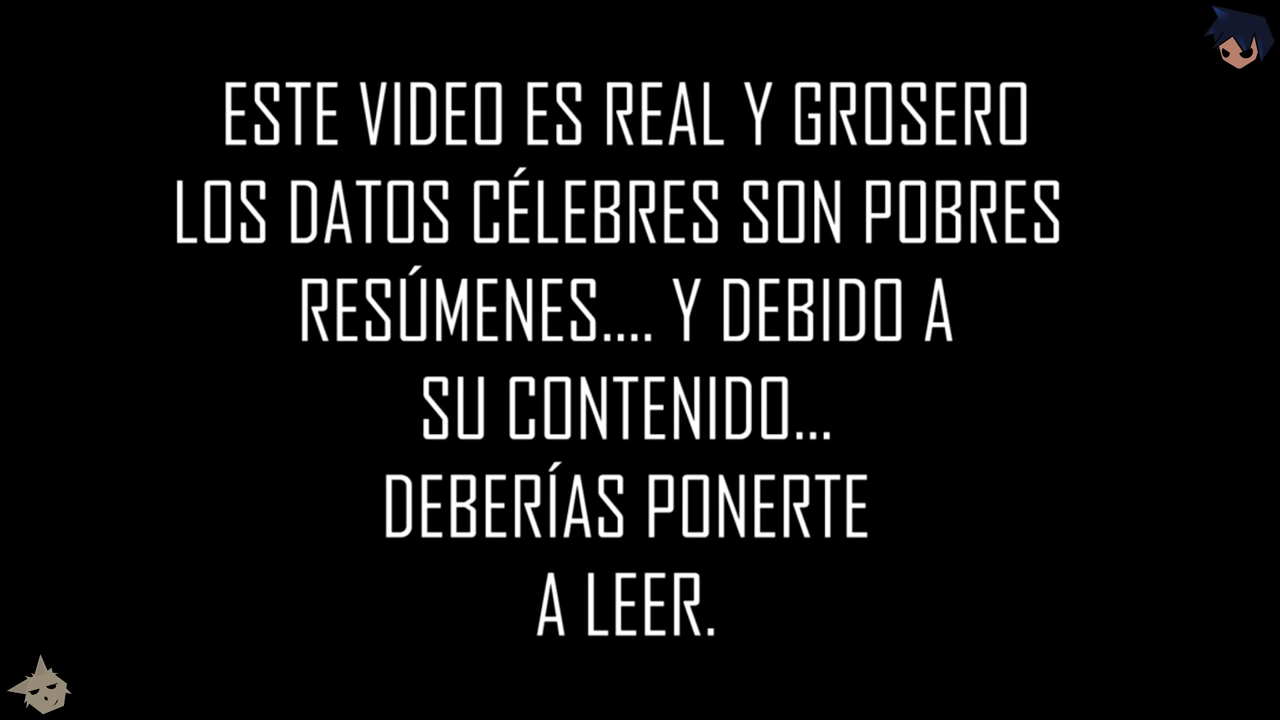 ESTE VIDEO ES REAL Y GROSERO
LOS DATOS CÉLEBRES SON POBRES
RESÚMENES.... Y DEBIDO A
SU CONTENIDO...
DEBERÍAS PONERTE
A LEER.